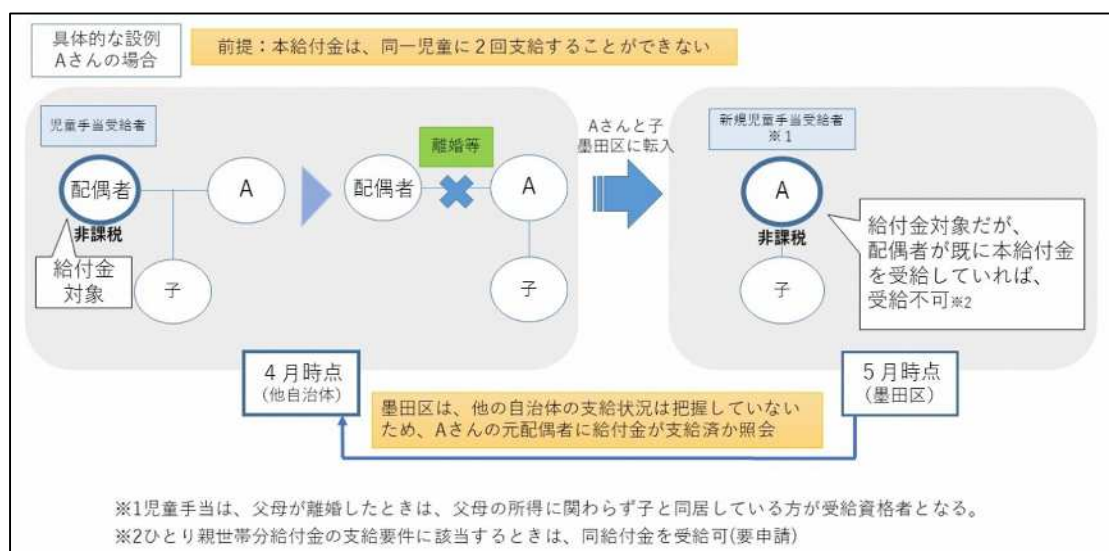 具体的な設例
Aさんの場合
前提：本給付金は、同一児童に２回支給することができない
児童手当受給者
配偶者
A
非課税
給付金
対象
子
離婚等
配偶者
A
子
Aさんと子
墨田区に転入
新規児童手当受給者
※1
A
非課税
子
給付金対象だが、
配偶者が既に本給付金
を受給していれば、
受給不可※2
４月時点
(他自治体)
５月時点
(墨田区)
墨田区は、他の自治体の支給状況は把握していない
ため、Aさんの元配偶者に給付金が支給済か照会
※1児童手当は、父母が離婚したときは、父母の所得に関わらず子と同居している方が受給資格者となる。
※2ひとり親世帯分給付金の支給要件に該当するときは、同給付金を受給可(要申請)